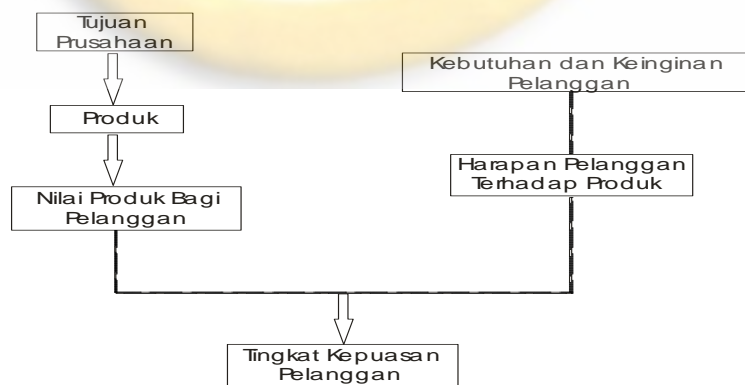 Tujuan
Prusahaan
Kebutuhan dan Keinginan
Pelanggan
Produk
Harapan Pelanggan
Terhadap Produk
Nilai Produk Bagi
Pelanggan
Tingkat Kepuasan
Pelanggan